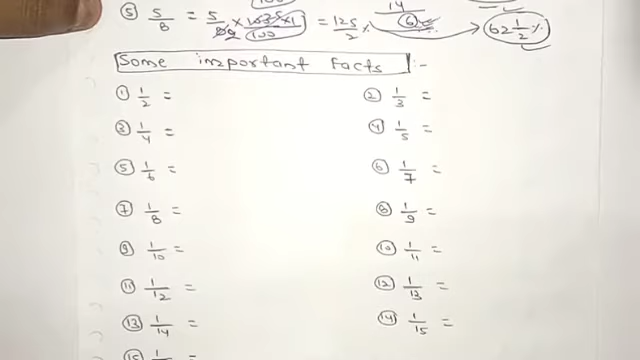 100
⑤ 5/8 = 5/8 × 100×1/100 = 125/2 % 62 1/2 %
14
Some important Facts :-
① 1/2 = ② 1/3 =
③ 1/4 = ④ 1/5 =
⑤ 1/6 = ⑥ 1/7 =
⑦ 1/8 = ⑧ 1/9 =
⑨ 1/10 = ⑩ 1/11 =
⑪ 1/12 = ⑫ 1/13 =
⑬ 1/14 = ⑭ 1/15 =